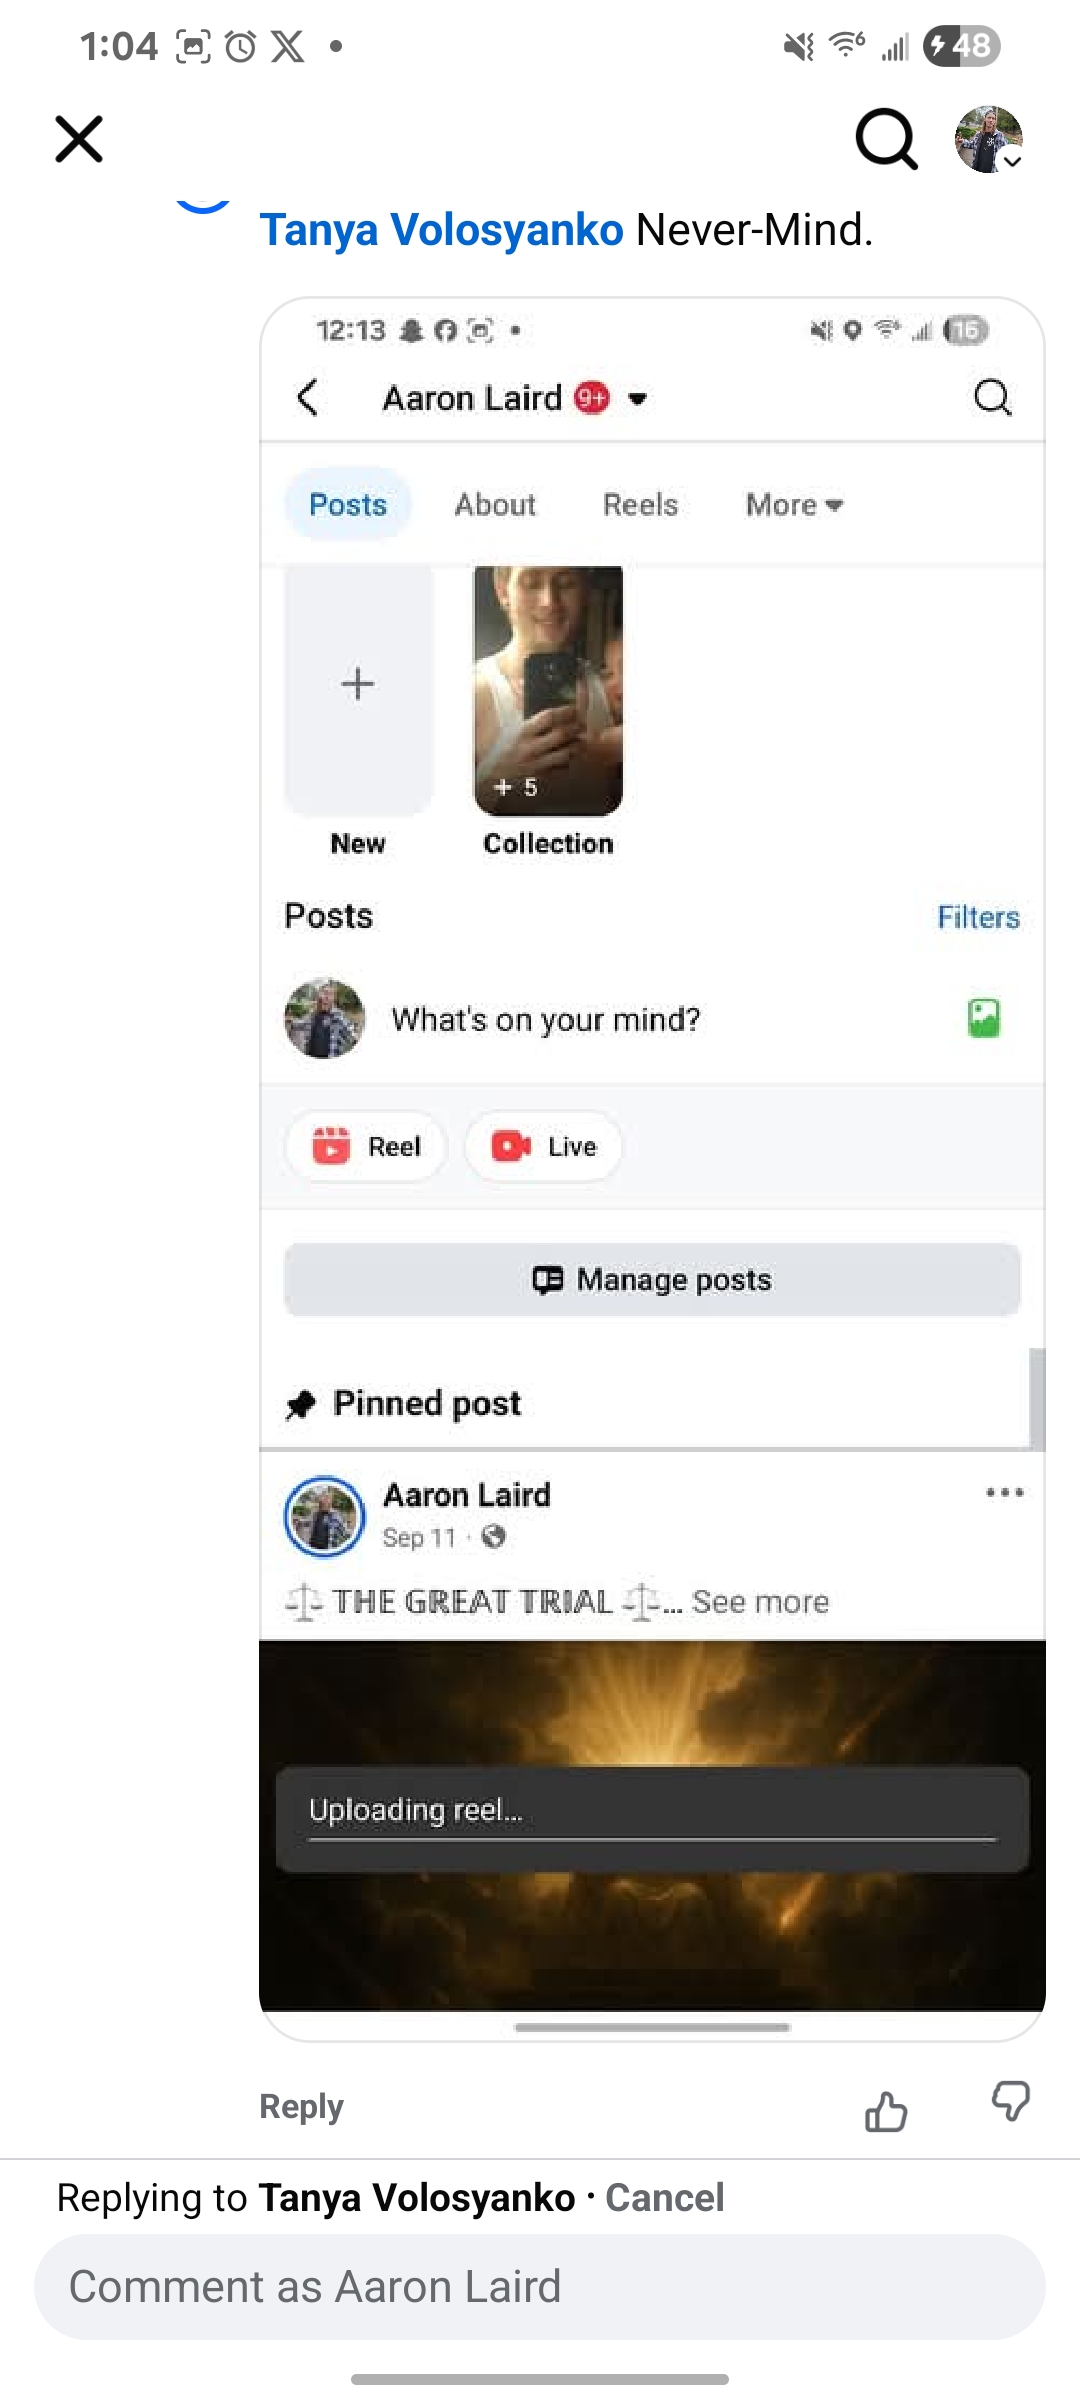 1:04
48
Tanya Volosyanko Never-Mind.
12:13
15
Aaron Laird 9+
Posts About Reels More
+ 5
New Collection
Posts Filters
What's on your mind?
Reel Live
Manage posts
Pinned post
Aaron Laird
Sep 11 ·
⚖️ 𝕋ℍ𝔼 𝔾ℝ𝔼𝔸𝕋 𝕋ℝ𝕀𝔸𝕃 ⚖️... See more
Uploading reel...
Reply
Replying to Tanya Volosyanko · Cancel
Comment as Aaron Laird